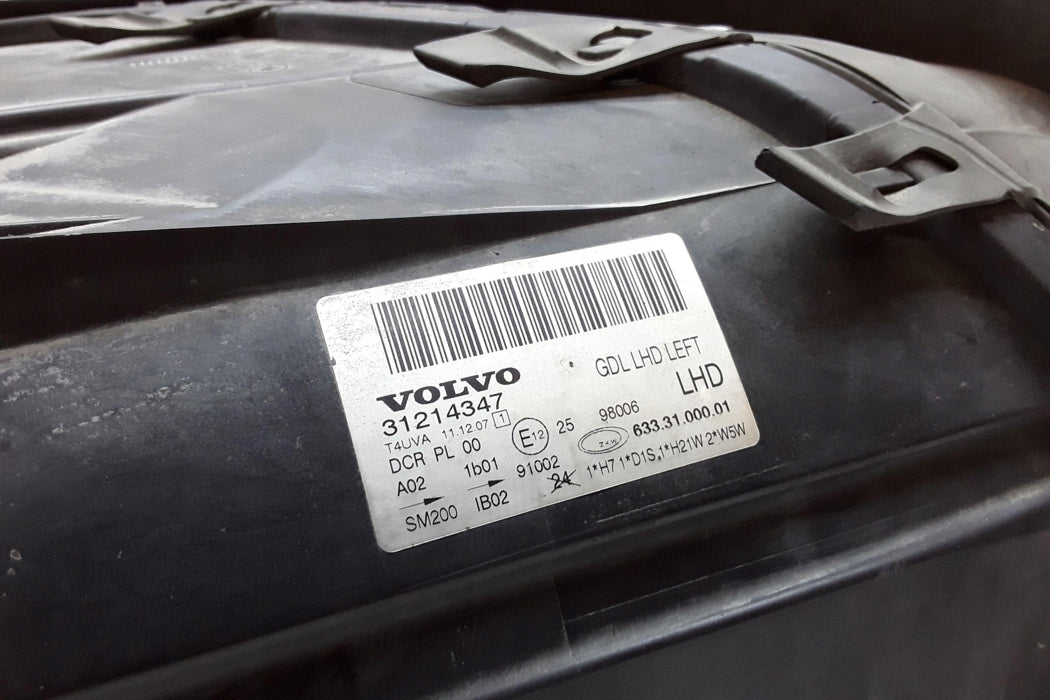 VOLVO
GDL LHD LEFT
31214347
LHD
T4UVA 11.12.07 1
98006
633.31.000.01
DCR PL 00
E12 25
ZKW
A02 1b01 91002
1*H7 1*D1S 1*H21W 2*W5W
SM200 IB02 24